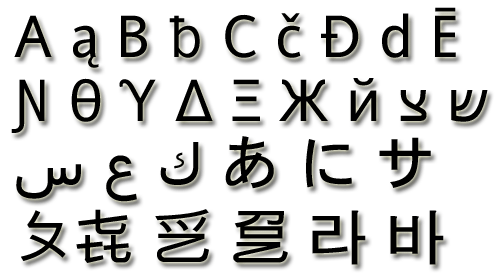 A ą B ƀ C č Đ d Ē
Ɲ θ Δ Ξ Ж й צ ש
س ع ك あ に サ
ㄆ 라 바